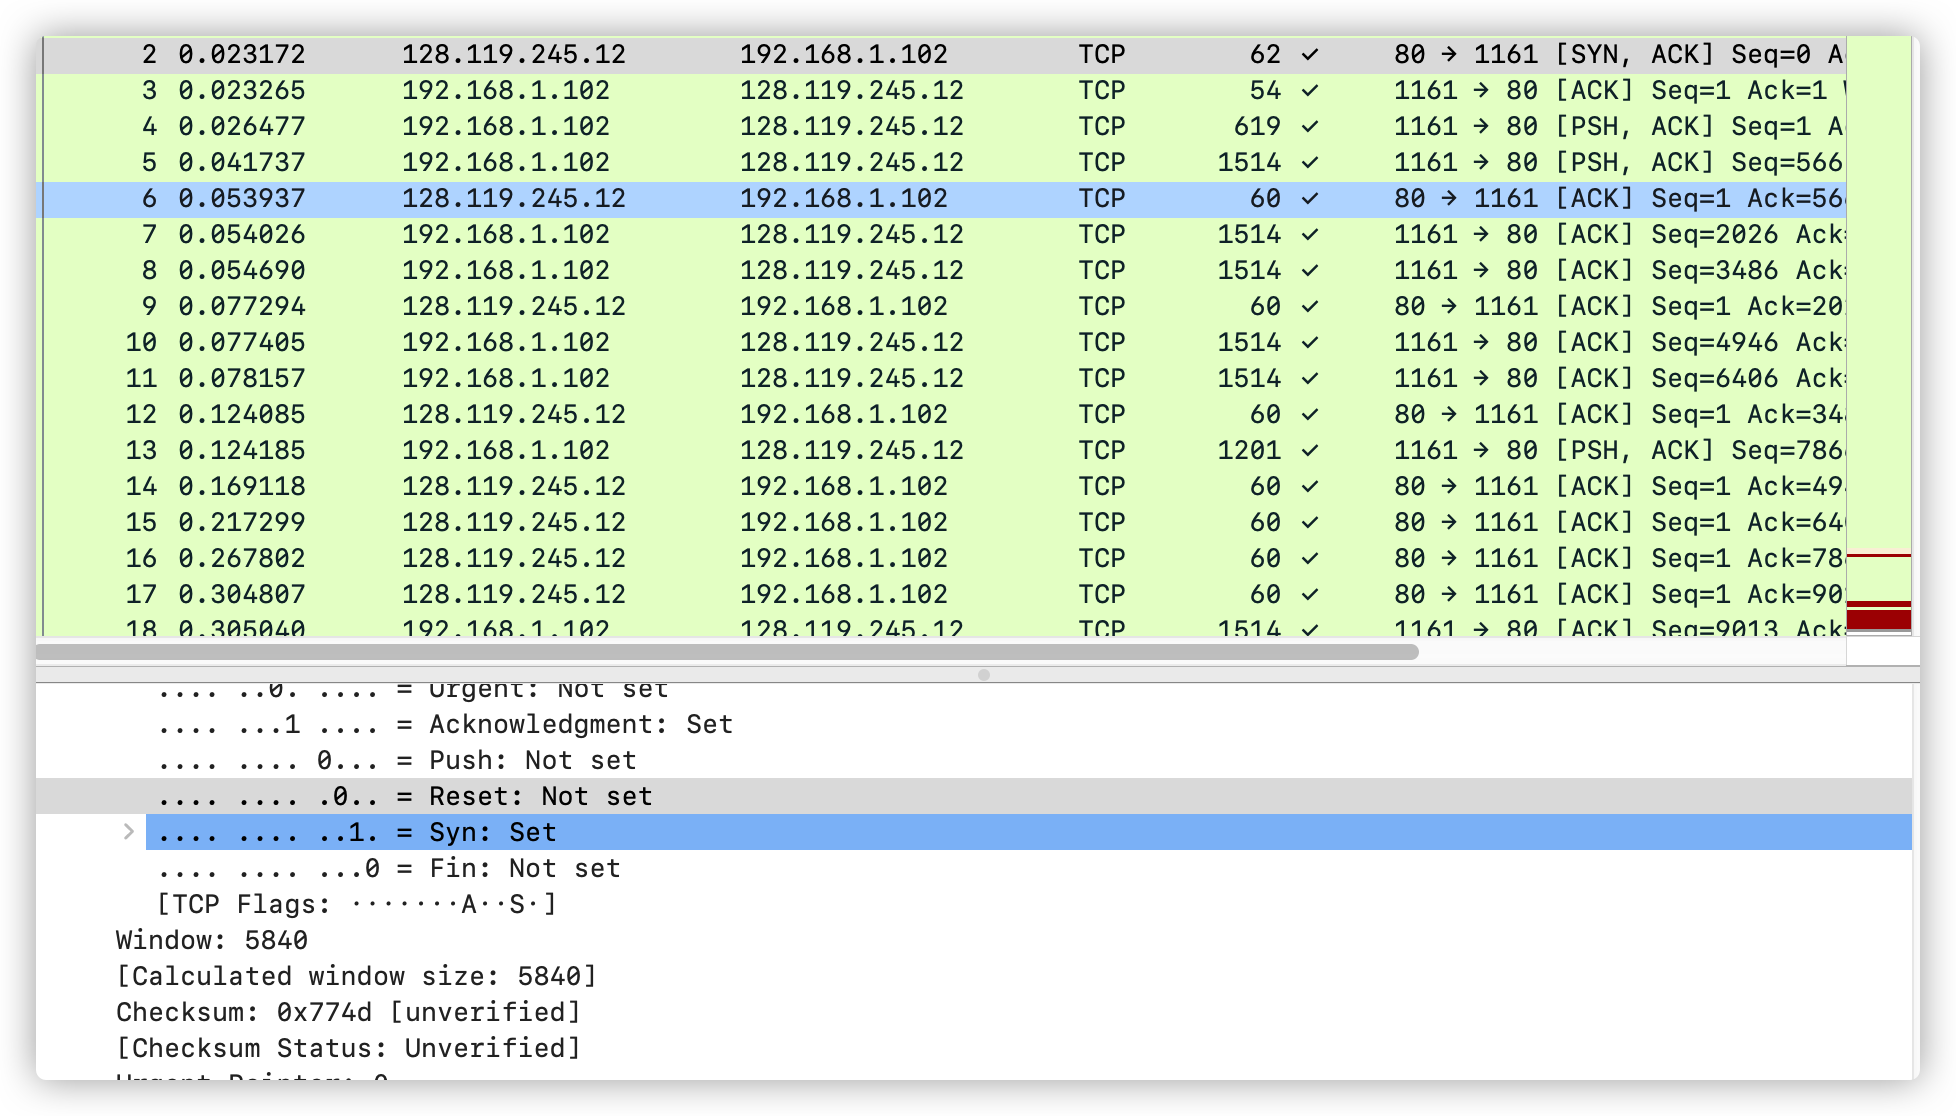 2 0.023172 128.119.245.12 192.168.1.102 TCP 62 ✓ 80 → 1161 [SYN, ACK] Seq=0 A
3 0.023265 192.168.1.102 128.119.245.12 TCP 54 ✓ 1161 → 80 [ACK] Seq=1 Ack=1
4 0.026477 192.168.1.102 128.119.245.12 TCP 619 ✓ 1161 → 80 [PSH, ACK] Seq=1 A
5 0.041737 192.168.1.102 128.119.245.12 TCP 1514 ✓ 1161 → 80 [PSH, ACK] Seq=566
6 0.053937 128.119.245.12 192.168.1.102 TCP 60 ✓ 80 → 1161 [ACK] Seq=1 Ack=56
7 0.054026 192.168.1.102 128.119.245.12 TCP 1514 ✓ 1161 → 80 [ACK] Seq=2026 Ack
8 0.054690 192.168.1.102 128.119.245.12 TCP 1514 ✓ 1161 → 80 [ACK] Seq=3486 Ack
9 0.077294 128.119.245.12 192.168.1.102 TCP 60 ✓ 80 → 1161 [ACK] Seq=1 Ack=20
10 0.077405 192.168.1.102 128.119.245.12 TCP 1514 ✓ 1161 → 80 [ACK] Seq=4946 Ack
11 0.078157 192.168.1.102 128.119.245.12 TCP 1514 ✓ 1161 → 80 [ACK] Seq=6406 Ack
12 0.124085 128.119.245.12 192.168.1.102 TCP 60 ✓ 80 → 1161 [ACK] Seq=1 Ack=34
13 0.124185 192.168.1.102 128.119.245.12 TCP 1201 ✓ 1161 → 80 [PSH, ACK] Seq=786
14 0.169118 128.119.245.12 192.168.1.102 TCP 60 ✓ 80 → 1161 [ACK] Seq=1 Ack=49
15 0.217299 128.119.245.12 192.168.1.102 TCP 60 ✓ 80 → 1161 [ACK] Seq=1 Ack=64
16 0.267802 128.119.245.12 192.168.1.102 TCP 60 ✓ 80 → 1161 [ACK] Seq=1 Ack=78
17 0.304807 128.119.245.12 192.168.1.102 TCP 60 ✓ 80 → 1161 [ACK] Seq=1 Ack=90
18 0.305040 192.168.1.102 128.119.245.12 TCP 1514 ✓ 1161 → 80 [ACK] Seq=9013 Ack
.... ..0. .... = Urgent: Not set
.... ...1 .... = Acknowledgment: Set
.... .... 0... = Push: Not set
.... .... .0.. = Reset: Not set
.... .... ..1. = Syn: Set
.... .... ...0 = Fin: Not set
[TCP Flags: ·······A··S·]
Window: 5840
[Calculated window size: 5840]
Checksum: 0x774d [unverified]
[Checksum Status: Unverified]
Urgent Pointer: 0